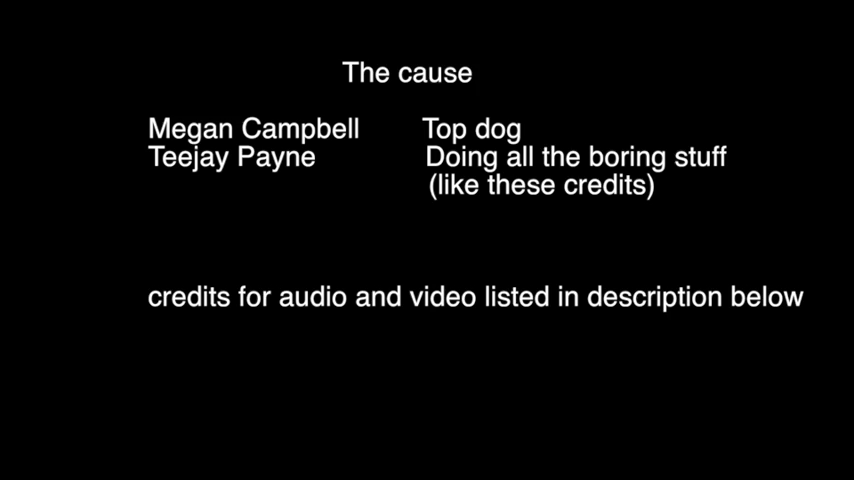 The cause
Megan Campbell Top dog
Teejay Payne Doing all the boring stuff
(like these credits)
credits for audio and video listed in description below